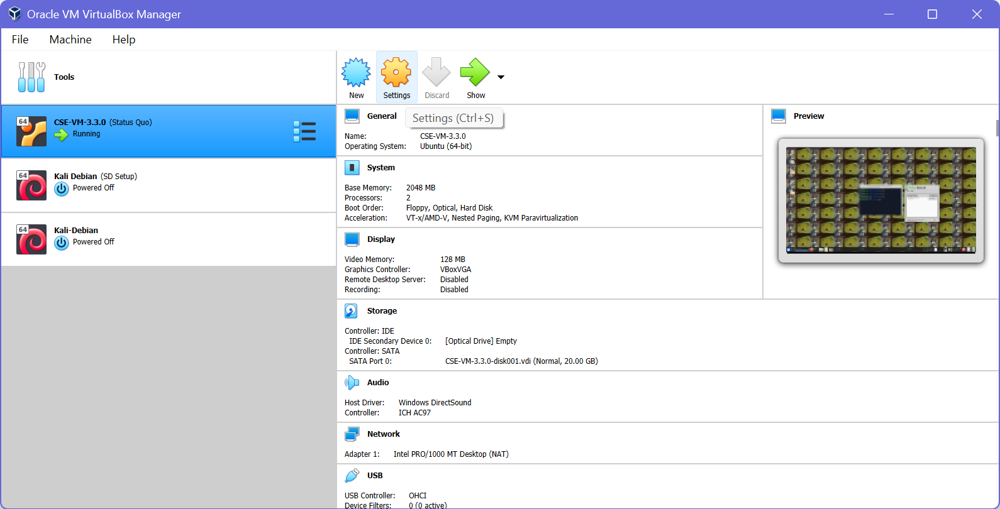 Oracle VM VirtualBox Manager
File Machine Help
Tools
New Settings Discard Show
64 CSE-VM-3.3.0 (Status Quo)
Running
64 Kali Debian (SD Setup)
Powered Off
64 Kali-Debian
Powered Off
General
Settings (Ctrl+S)
Name: CSE-VM-3.3.0
Operating System: Ubuntu (64-bit)
System
Base Memory: 2048 MB
Processors: 2
Boot Order: Floppy, Optical, Hard Disk
Acceleration: VT-x/AMD-V, Nested Paging, KVM Paravirtualization
Display
Video Memory: 128 MB
Graphics Controller: VBoxVGA
Remote Desktop Server: Disabled
Recording: Disabled
Preview
Storage
Controller: IDE
IDE Secondary Device 0: [Optical Drive] Empty
Controller: SATA
SATA Port 0: CSE-VM-3.3.0-disk001.vdi (Normal, 20.00 GB)
Audio
Host Driver: Windows DirectSound
Controller: ICH AC97
Network
Adapter 1: Intel PRO/1000 MT Desktop (NAT)
USB
USB Controller: OHCI
Device Filters: 0 (0 active)